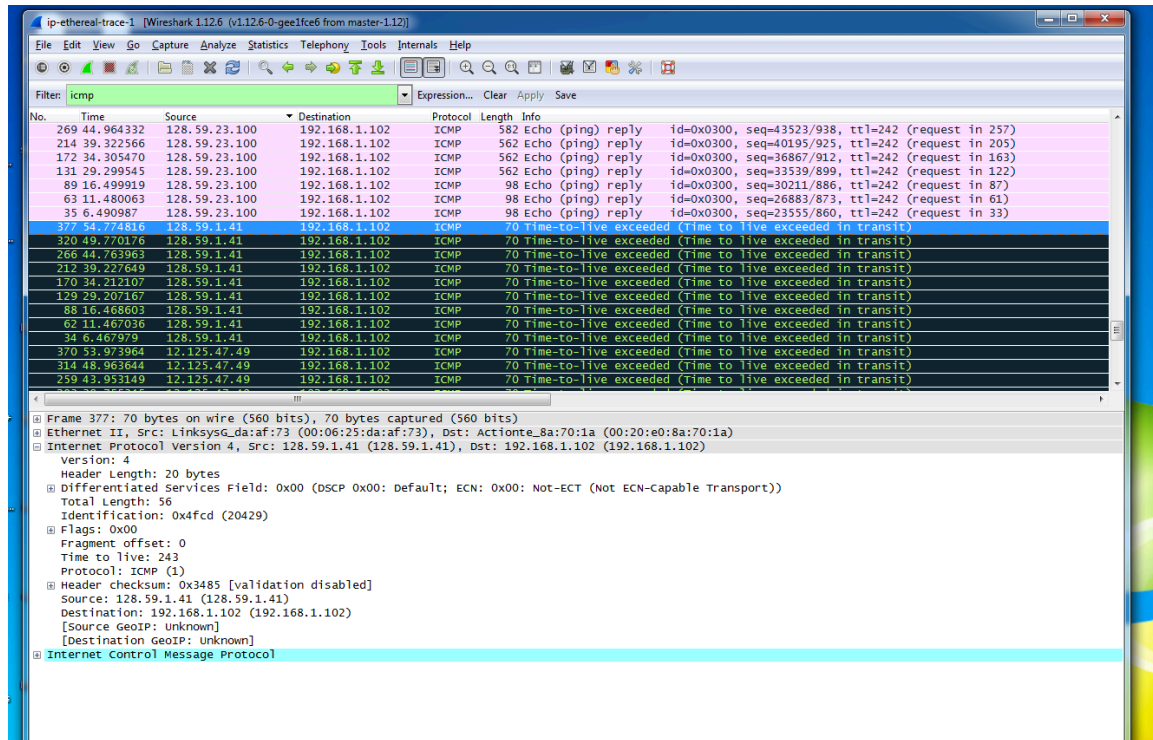 ip-ethereal-trace-1 [Wireshark 1.12.6 (v1.12.6-0-gee1fce6 from master-1.12)]
File Edit View Go Capture Analyze Statistics Telephony Tools Internals Help
Filter: icmp Expression... Clear Apply Save
No. Time Source Destination Protocol Length Info
269 44.964332 128.59.23.100 192.168.1.102 ICMP 582 Echo (ping) reply id=0x0300, seq=43523/938, ttl=242 (request in 257)
214 39.322566 128.59.23.100 192.168.1.102 ICMP 562 Echo (ping) reply id=0x0300, seq=40195/925, ttl=242 (request in 205)
172 34.305470 128.59.23.100 192.168.1.102 ICMP 562 Echo (ping) reply id=0x0300, seq=36867/912, ttl=242 (request in 163)
131 29.299545 128.59.23.100 192.168.1.102 ICMP 562 Echo (ping) reply id=0x0300, seq=33539/899, ttl=242 (request in 122)
89 16.499919 128.59.23.100 192.168.1.102 ICMP 98 Echo (ping) reply id=0x0300, seq=30211/886, ttl=242 (request in 87)
63 11.480063 128.59.23.100 192.168.1.102 ICMP 98 Echo (ping) reply id=0x0300, seq=26883/873, ttl=242 (request in 61)
35 6.490987 128.59.23.100 192.168.1.102 ICMP 98 Echo (ping) reply id=0x0300, seq=23555/860, ttl=242 (request in 33)
377 54.774816 128.59.1.41 192.168.1.102 ICMP 70 Time-to-live exceeded (Time to live exceeded in transit)
320 49.770176 128.59.1.41 192.168.1.102 ICMP 70 Time-to-live exceeded (Time to live exceeded in transit)
266 44.763963 128.59.1.41 192.168.1.102 ICMP 70 Time-to-live exceeded (Time to live exceeded in transit)
212 39.227649 128.59.1.41 192.168.1.102 ICMP 70 Time-to-live exceeded (Time to live exceeded in transit)
170 34.212107 128.59.1.41 192.168.1.102 ICMP 70 Time-to-live exceeded (Time to live exceeded in transit)
129 29.207167 128.59.1.41 192.168.1.102 ICMP 70 Time-to-live exceeded (Time to live exceeded in transit)
88 16.468603 128.59.1.41 192.168.1.102 ICMP 70 Time-to-live exceeded (Time to live exceeded in transit)
62 11.467036 128.59.1.41 192.168.1.102 ICMP 70 Time-to-live exceeded (Time to live exceeded in transit)
34 6.467979 128.59.1.41 192.168.1.102 ICMP 70 Time-to-live exceeded (Time to live exceeded in transit)
370 53.973964 12.125.47.49 192.168.1.102 ICMP 70 Time-to-live exceeded (Time to live exceeded in transit)
314 48.963644 12.125.47.49 192.168.1.102 ICMP 70 Time-to-live exceeded (Time to live exceeded in transit)
259 43.953149 12.125.47.49 192.168.1.102 ICMP 70 Time-to-live exceeded (Time to live exceeded in transit)
Frame 377: 70 bytes on wire (560 bits), 70 bytes captured (560 bits)
Ethernet II, Src: LinksysG_da:af:73 (00:06:25:da:af:73), Dst: Actionte_8a:70:1a (00:20:e0:8a:70:1a)
Internet Protocol Version 4, Src: 128.59.1.41 (128.59.1.41), Dst: 192.168.1.102 (192.168.1.102)
Version: 4
Header Length: 20 bytes
Differentiated Services Field: 0x00 (DSCP 0x00: Default; ECN: 0x00: Not-ECT (Not ECN-Capable Transport))
Total Length: 56
Identification: 0x4fcd (20429)
Flags: 0x00
Fragment offset: 0
Time to live: 243
Protocol: ICMP (1)
Header checksum: 0x3485 [validation disabled]
Source: 128.59.1.41 (128.59.1.41)
Destination: 192.168.1.102 (192.168.1.102)
[Source GeoIP: Unknown]
[Destination GeoIP: Unknown]
Internet Control Message Protocol